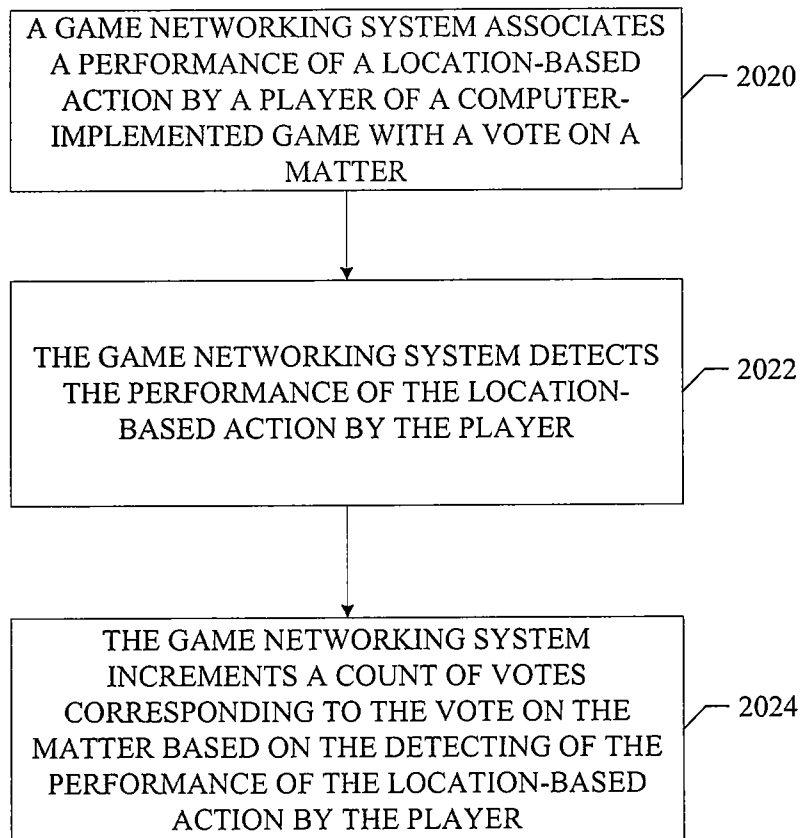 A GAME NETWORKING SYSTEM ASSOCIATES
A PERFORMANCE OF A LOCATION-BASED
ACTION BY A PLAYER OF A COMPUTER-
IMPLEMENTED GAME WITH A VOTE ON A
MATTER
2020
THE GAME NETWORKING SYSTEM DETECTS
THE PERFORMANCE OF THE LOCATION-
BASED ACTION BY THE PLAYER
2022
THE GAME NETWORKING SYSTEM
INCREMENTS A COUNT OF VOTES
CORRESPONDING TO THE VOTE ON THE
MATTER BASED ON THE DETECTING OF THE
PERFORMANCE OF THE LOCATION-BASED
ACTION BY THE PLAYER
2024